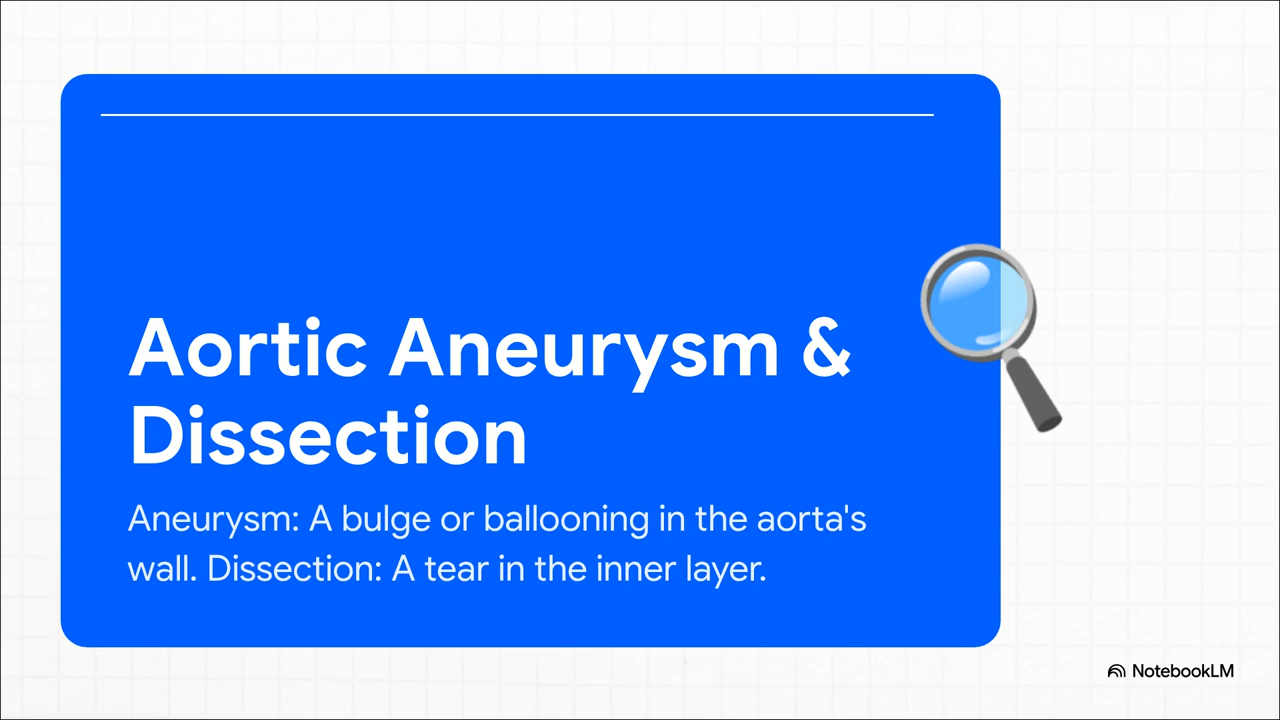 Aortic Aneurysm &
Dissection
Aneurysm: A bulge or ballooning in the aorta's
wall. Dissection: A tear in the inner layer.
NotebookLM